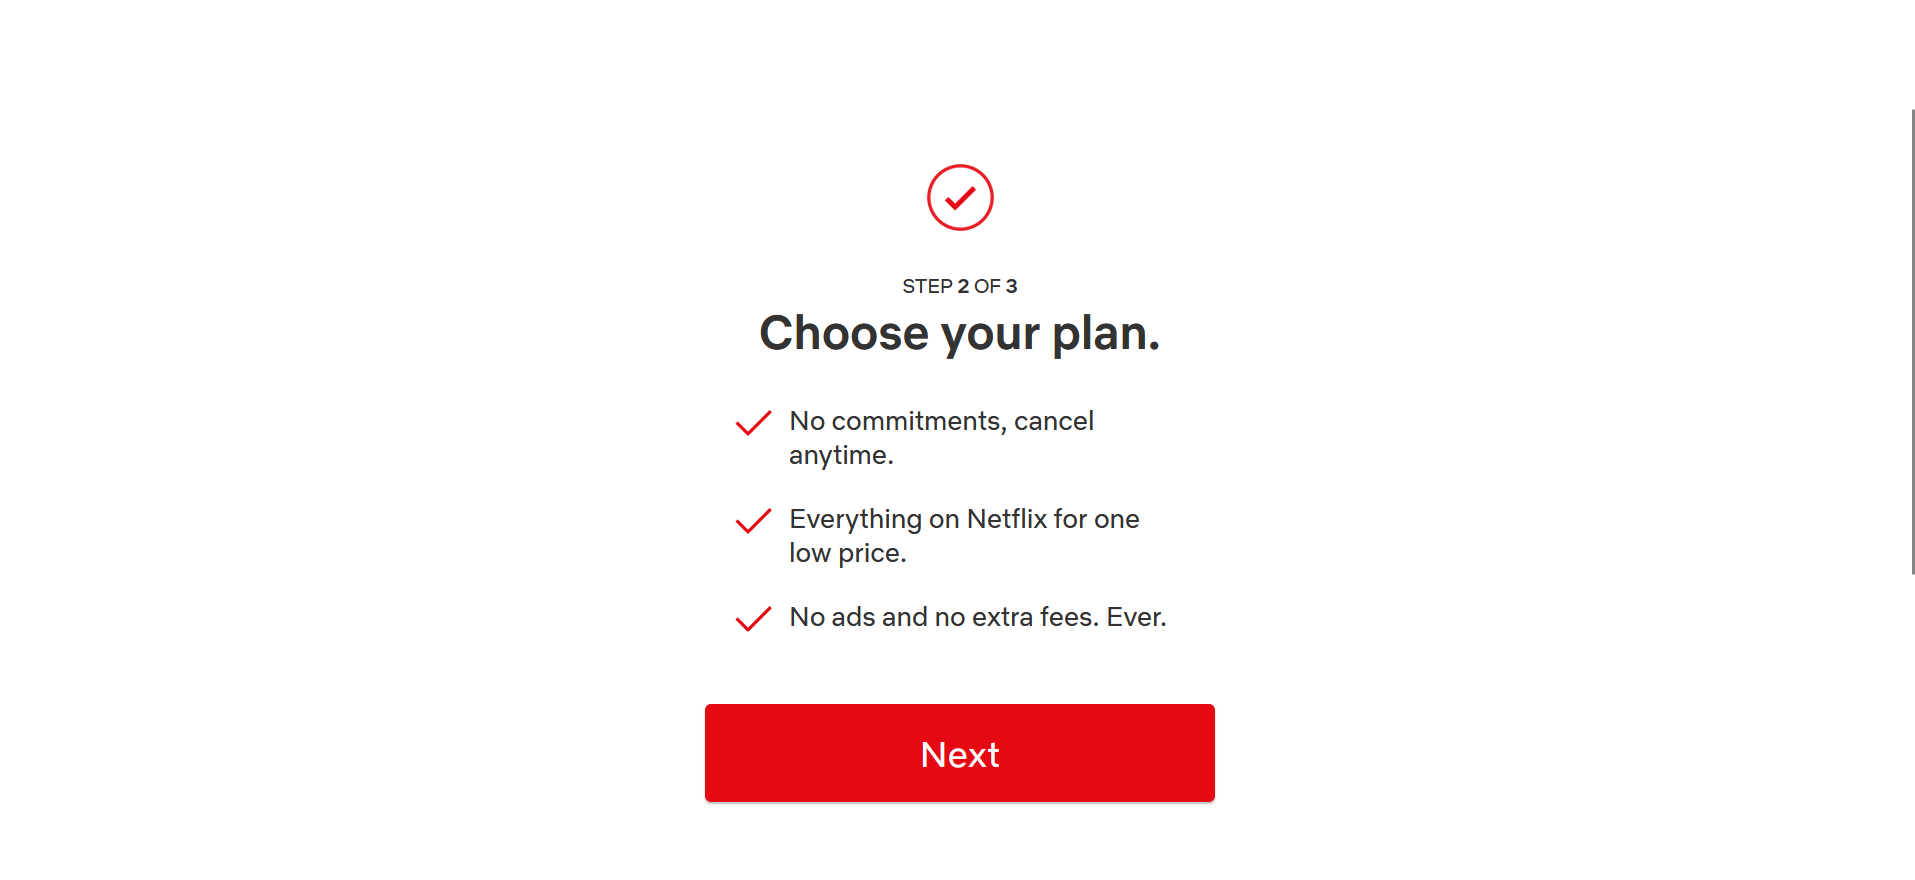 STEP 2 OF 3
Choose your plan.
No commitments, cancel
anytime.
Everything on Netflix for one
low price.
No ads and no extra fees. Ever.
Next